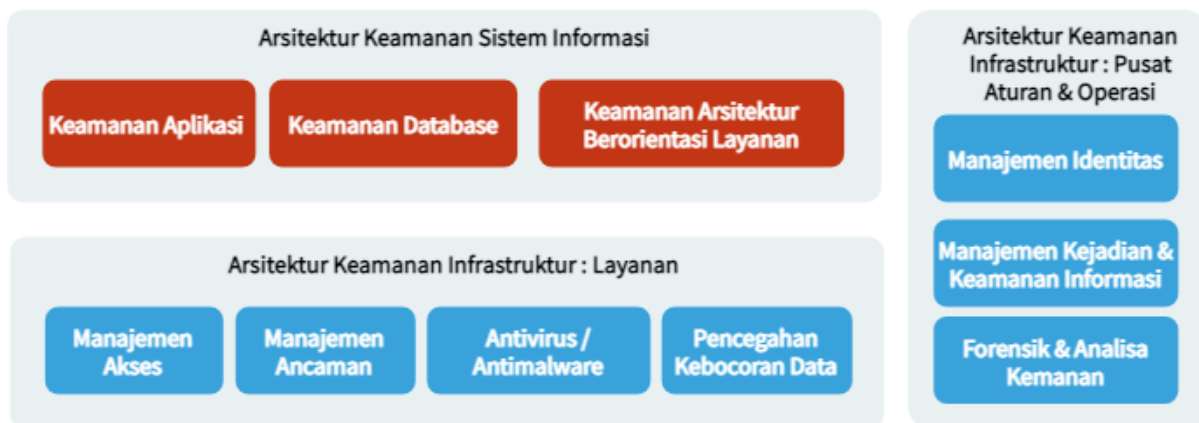 Arsitektur Keamanan Sistem Informasi
Keamanan Aplikasi
Keamanan Database
Keamanan Arsitektur
Berorientasi Layanan
Arsitektur Keamanan Infrastruktur : Layanan
Manajemen
Akses
Manajemen
Ancaman
Antivirus /
Antimalware
Pencegahan
Kebocoran Data
Arsitektur Keamanan
Infrastruktur : Pusat
Aturan & Operasi
Manajemen Identitas
Manajemen Kejadian &
Keamanan Informasi
Forensik & Analisa
Kemanan